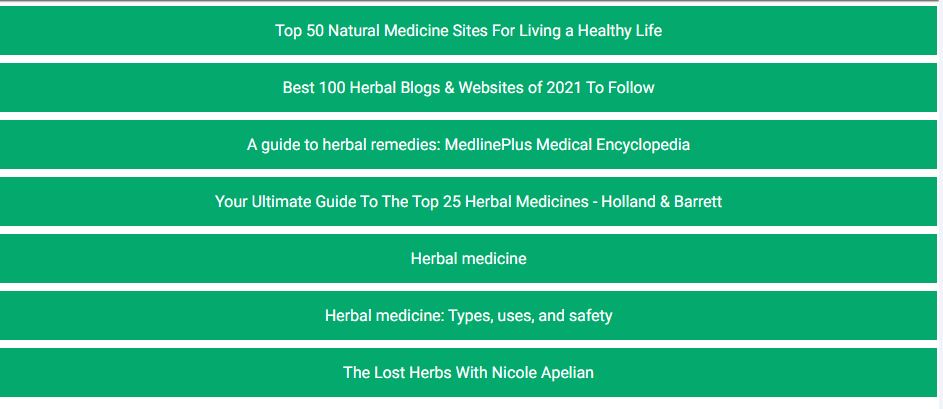 Top 50 Natural Medicine Sites For Living a Healthy Life
Best 100 Herbal Blogs & Websites of 2021 To Follow
A guide to herbal remedies: MedlinePlus Medical Encyclopedia
Your Ultimate Guide To The Top 25 Herbal Medicines - Holland & Barrett
Herbal medicine
Herbal medicine: Types, uses, and safety
The Lost Herbs With Nicole Apelian